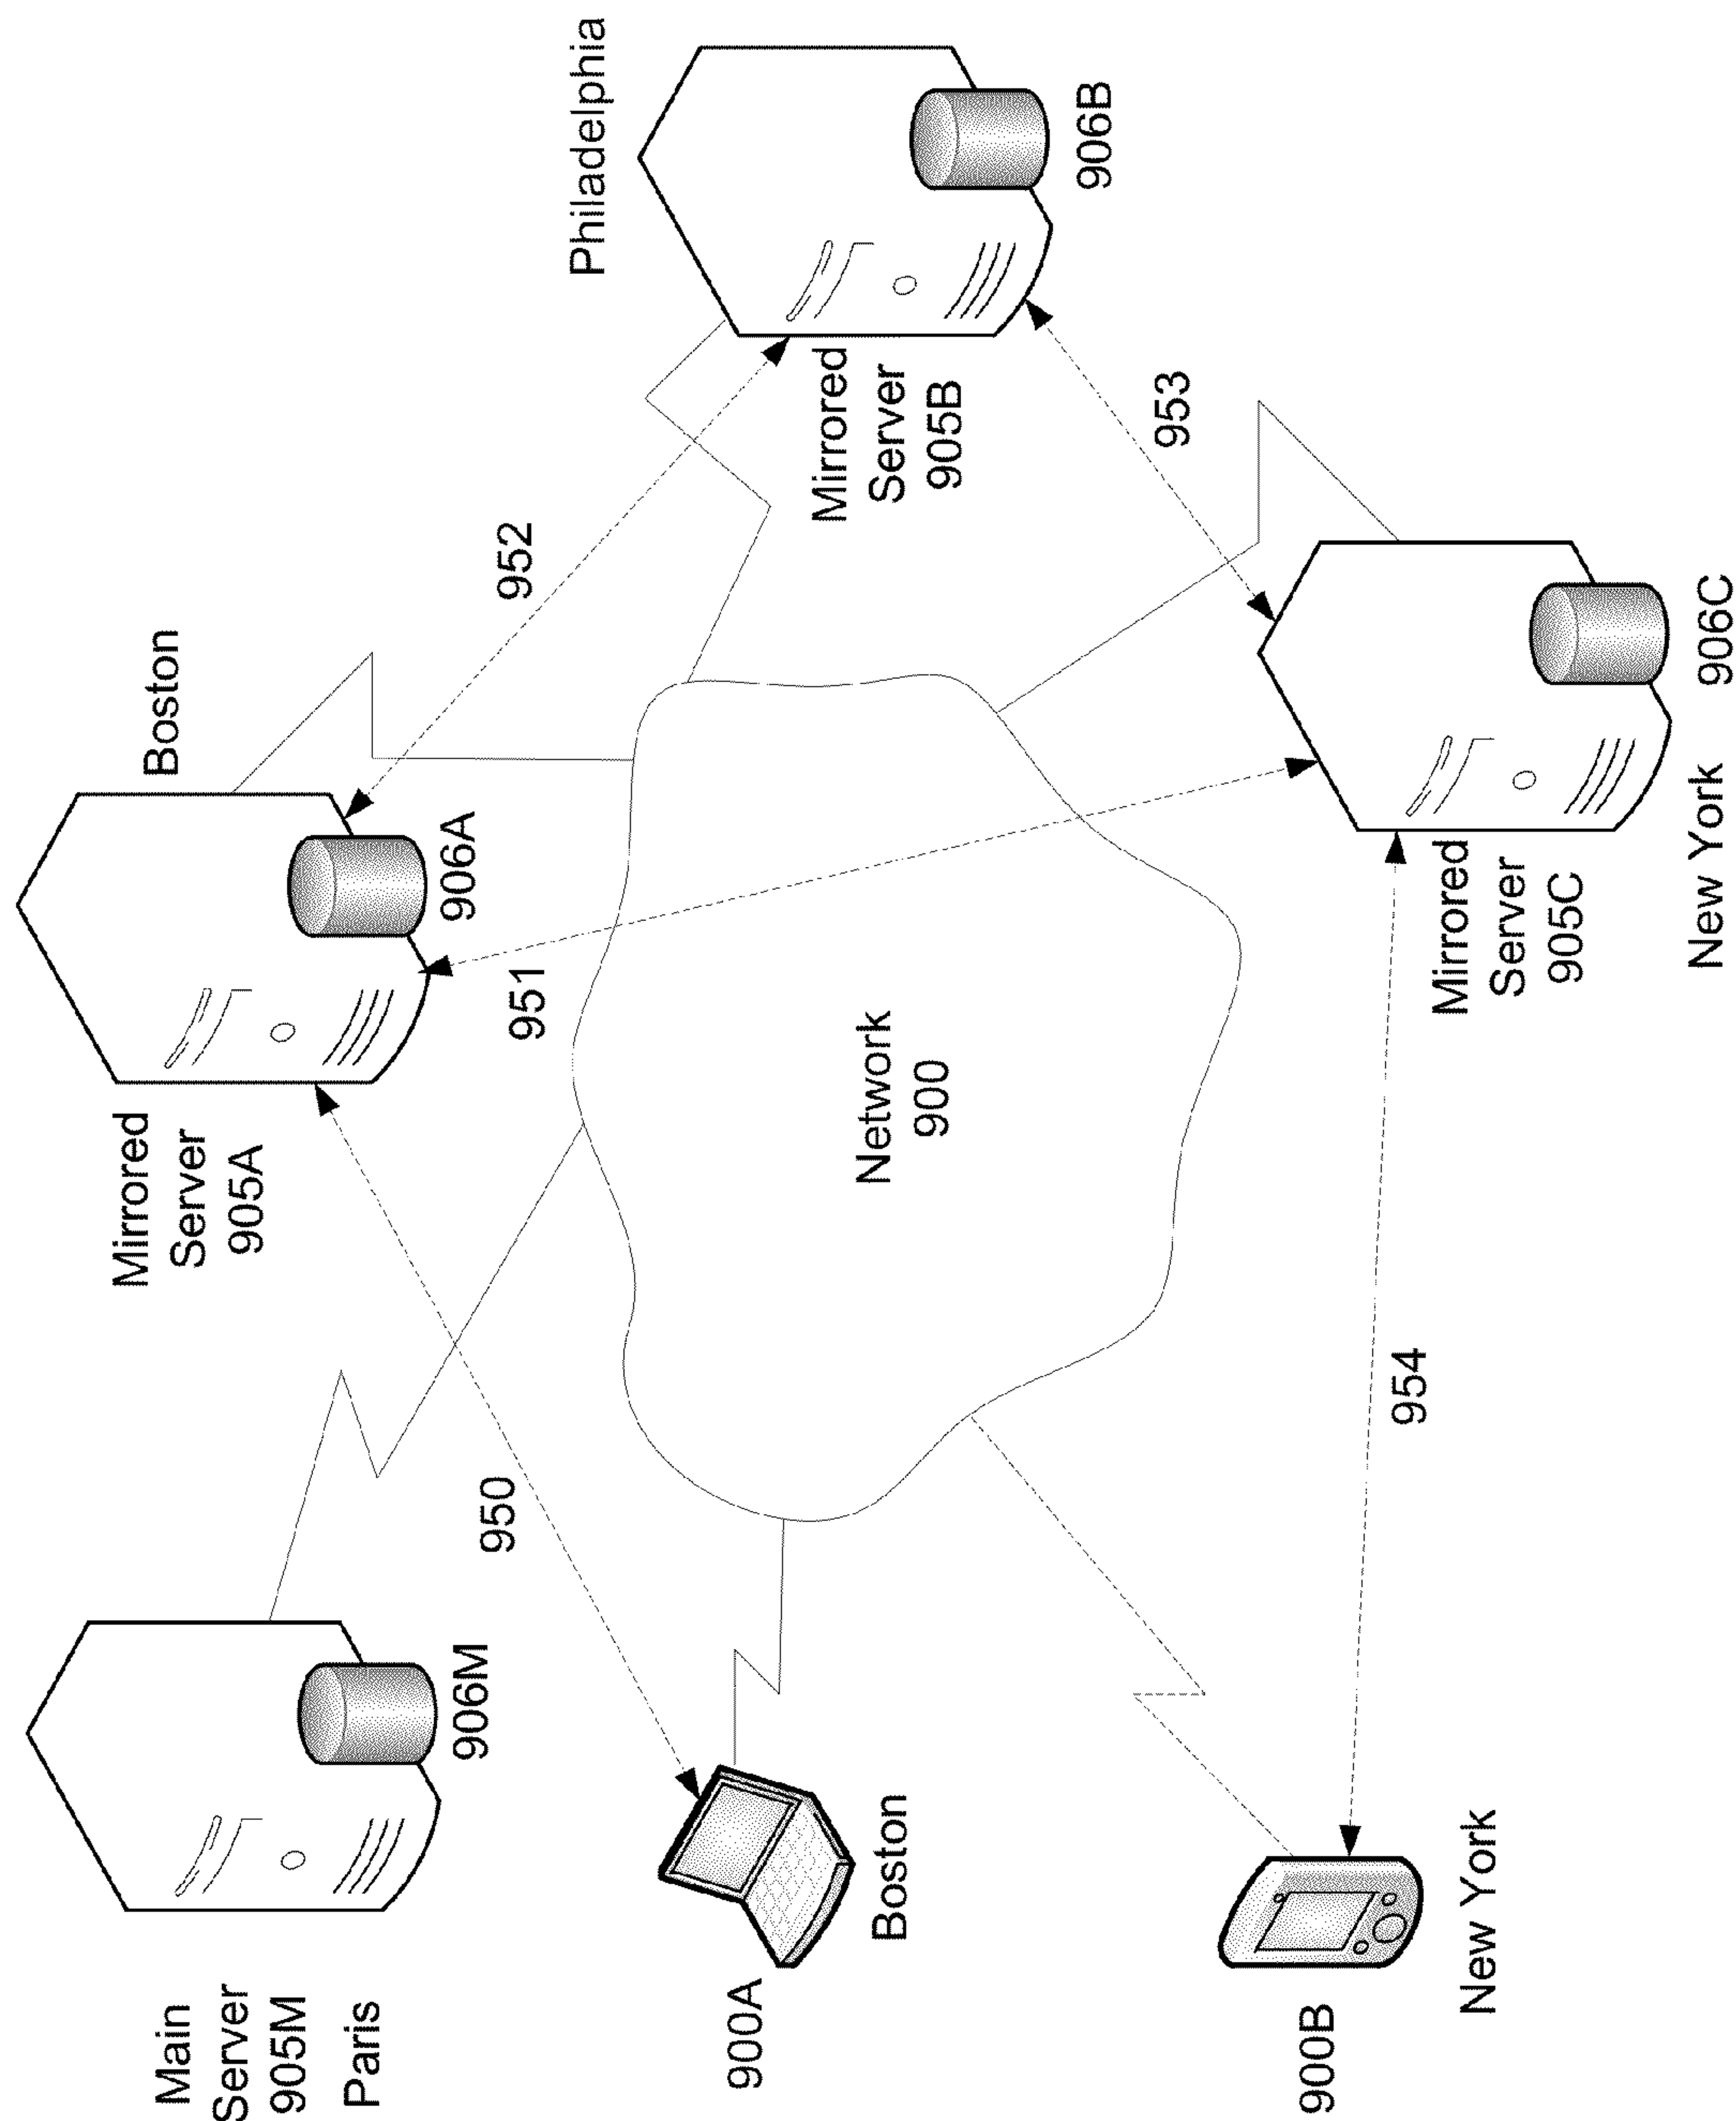 Main
Server
905M
Paris
906M
Mirrored
Server
905A
906A
Boston
950
951
952
900A
Boston
Network
900
Mirrored
Server
905B
Philadelphia
906B
953
900B
New York
954
Mirrored
Server
905C
New York
906C